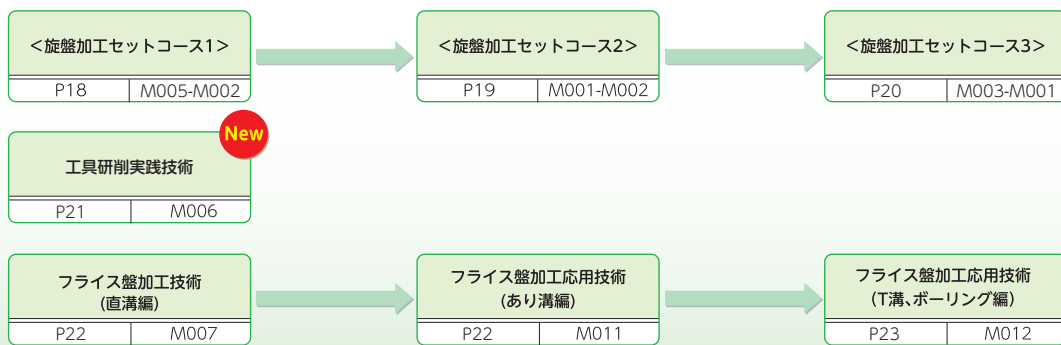 <旋盤加工セットコース1>
P18 M005-M002
<旋盤加工セットコース2>
P19 M001-M002
<旋盤加工セットコース3>
P20 M003-M001
New
工具研削実践技術
P21 M006
フライス盤加工技術
(直溝編)
P22 M007
フライス盤加工応用技術
(あり溝編)
P22 M011
フライス盤加工応用技術
(T溝、ボーリング編)
P23 M012